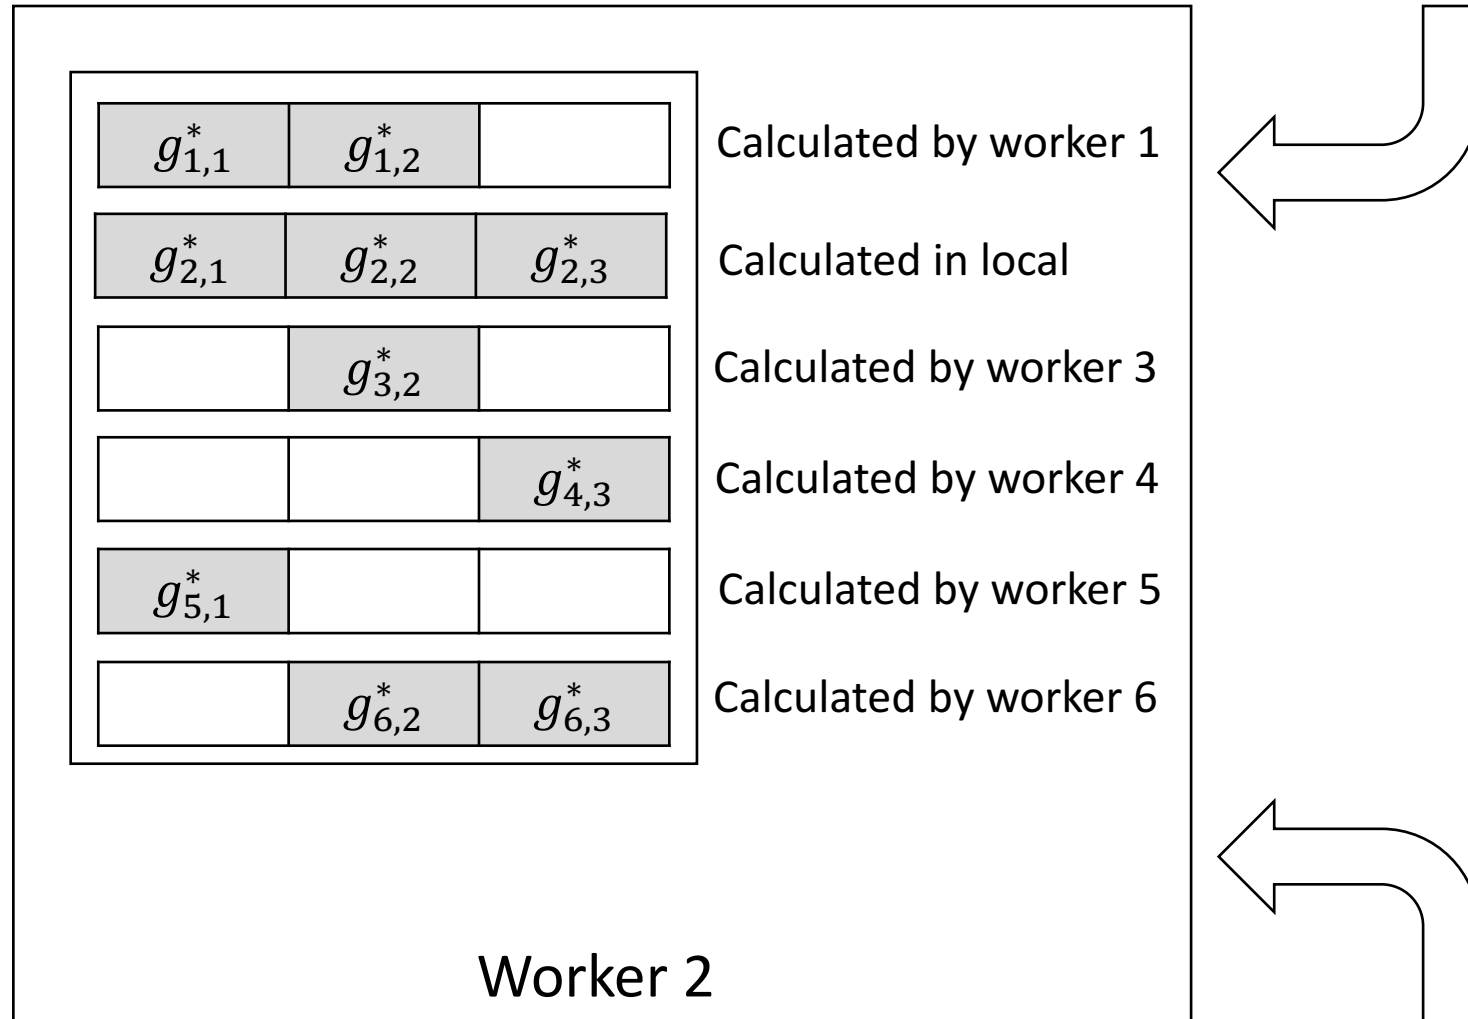 $g^*_{1,1}$ $g^*_{1,2}$ Calculated by worker 1
$g^*_{2,1}$ $g^*_{2,2}$ $g^*_{2,3}$ Calculated in local
$g^*_{3,2}$ Calculated by worker 3
$g^*_{4,3}$ Calculated by worker 4
$g^*_{5,1}$ Calculated by worker 5
$g^*_{6,2}$ $g^*_{6,3}$ Calculated by worker 6
Worker 2